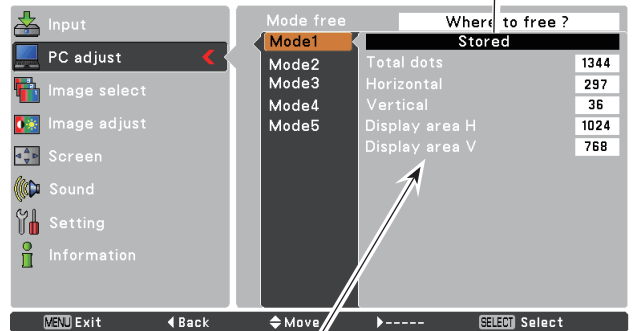 Input
PC adjust
Image select
Image adjust
Screen
Sound
Setting
Information
Mode free
Where to free ?
Mode1
Mode2
Mode3
Mode4
Mode5
Stored
Total dots 1344
Horizontal 297
Vertical 36
Display area H 1024
Display area V 768
MENU Exit
Back
Move
-----
SELECT Select